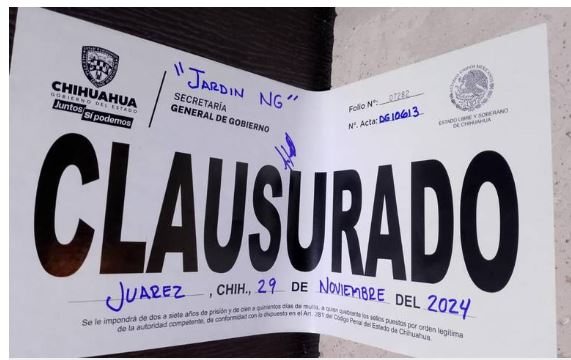 "JARDIN NG"
CHIHUAHUA
GOBIERNO DEL ESTADO
Juntos Sí podemos
SECRETARÍA
GENERAL DE GOBIERNO
Folio N°: 07282
N°. Acta: DG10613
ESTADO LIBRE Y SOBERANO
DE CHIHUAHUA
CLAUSURADO
JUAREZ, CHIH., 29 DE NOVIEMBRE DEL 2024
Se le impondrá de dos a siete años de prisión y de cien a quinientos días de multa, a quien quebrante los sellos puestos por orden legítima
de la autoridad competente, de conformidad con lo dispuesto en el Art. 281 del Código Penal del Estado de Chihuahua.